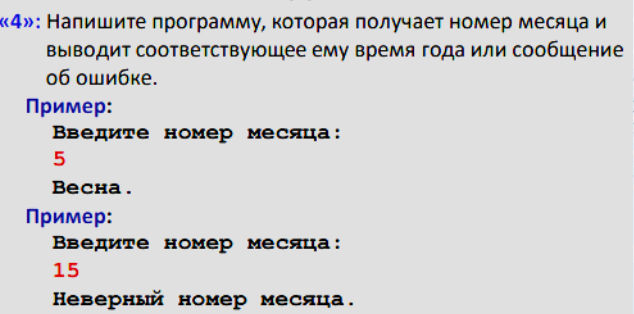 «4»: Напишите программу, которая получает номер месяца и
выводит соответствующее ему время года или сообщение
об ошибке.
Пример:
Введите номер месяца:
5
Весна.
Пример:
Введите номер месяца:
15
Неверный номер месяца.